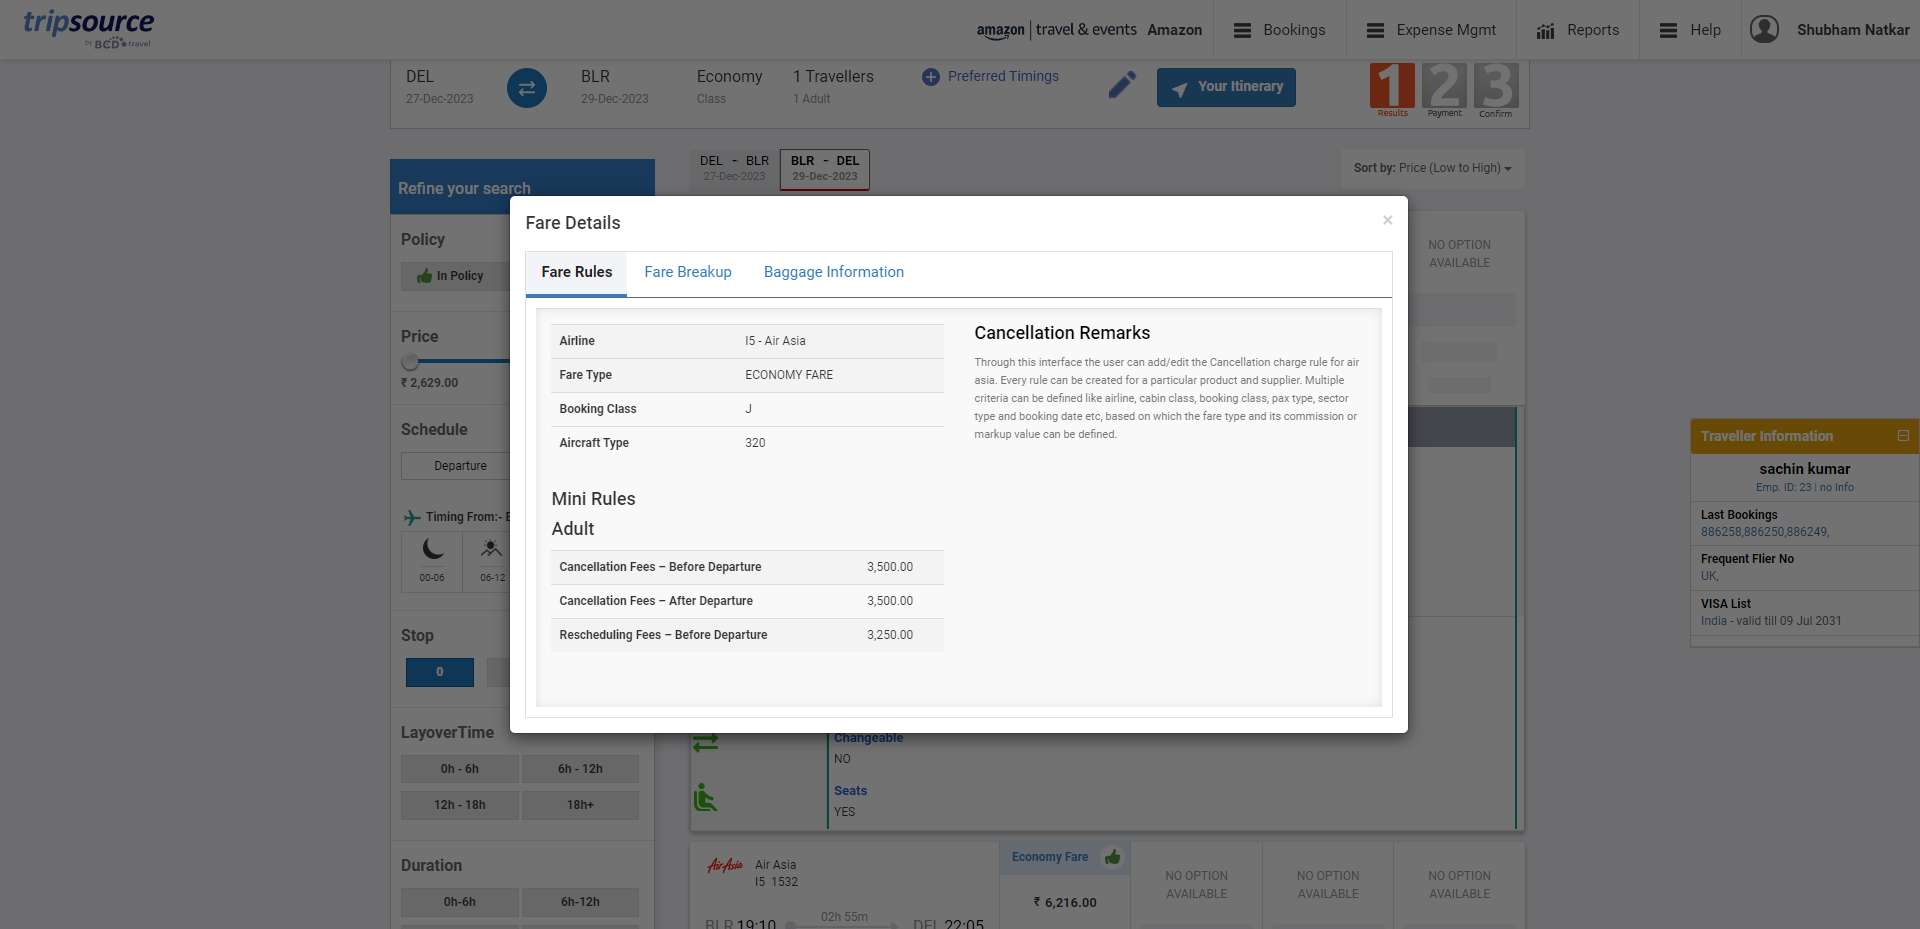 tripsource
by BCD travel
amazon | travel & events Amazon
Bookings
Expense Mgmt
Reports
Help
Shubham Natkar
DEL
27-Dec-2023
BLR
29-Dec-2023
Economy
Class
1 Travellers
1 Adult
Preferred Timings
Your Itinerary
1
Results
2
Payment
3
Confirm
DEL - BLR
27-Dec-2023
BLR - DEL
29-Dec-2023
Sort by: Price (Low to High)
Refine your search
Policy
In Policy
Price
₹ 2,629.00
Schedule
Departure
Timing From:-
00-06
06-12
Stop
0
LayoverTime
0h - 6h
6h - 12h
12h - 18h
18h+
Duration
0h-6h
6h-12h
Fare Details
×
Fare Rules
Fare Breakup
Baggage Information
Airline I5 - Air Asia
Fare Type ECONOMY FARE
Booking Class J
Aircraft Type 320
Mini Rules
Adult
Cancellation Fees – Before Departure 3,500.00
Cancellation Fees – After Departure 3,500.00
Rescheduling Fees – Before Departure 3,250.00
Cancellation Remarks
Through this interface the user can add/edit the Cancellation charge rule for air
asia. Every rule can be created for a particular product and supplier. Multiple
criteria can be defined like airline, cabin class, booking class, pax type, sector
type and booking date etc, based on which the fare type and its commission or
markup value can be defined.
NO OPTION
AVAILABLE
Traveller Information
sachin kumar
Emp. ID: 23 | no Info
Last Bookings
886258,886250,886249,
Frequent Flier No
UK,
VISA List
India - valid till 09 Jul 2031
Changeable
NO
Seats
YES
AirAsia
Air Asia
I5 1532
BLR 19:10
02h 55m
DEL 22:05
Economy Fare
₹ 6,216.00
NO OPTION
AVAILABLE
NO OPTION
AVAILABLE
NO OPTION
AVAILABLE